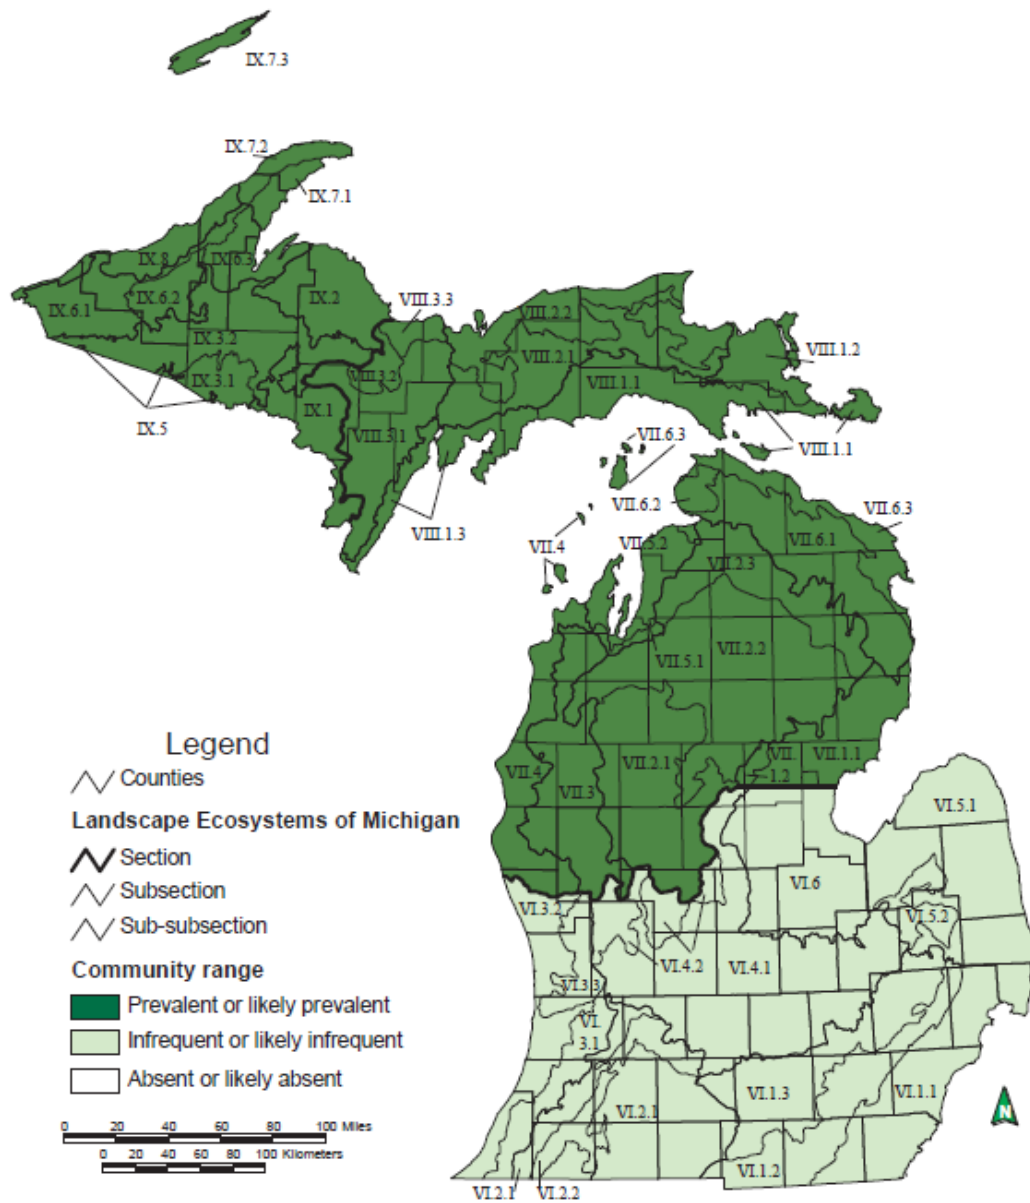 IX.7.3
IX.7.2
IX.7.1
IX.8
IX.6.3
IX.6.1
IX.6.2
IX.2
VIII.3.3
IX.3.2
VIII.2.2
VIII.1.2
VIII.2.1
IX.3.1
VIII.3.2
VIII.1.1
IX.5
IX.1
VIII.3.1
VIII.1.1
VII.6.3
VIII.1.3
VII.6.2
VII.6.3
VII.4
VII.5.2
VII.6.1
VII.2.3
VII.5.1
VII.2.2
VII.4
VII.3
VII.2.1
VII.
1.2
VII.1.1
Legend
Counties
Landscape Ecosystems of Michigan
Section
Subsection
Sub-subsection
Community range
Prevalent or likely prevalent
Infrequent or likely infrequent
Absent or likely absent
0 20 40 60 80 100 Miles
0 20 40 60 80 100 Kilometers
VI.5.1
VI.6
VI.3.2
VI.5.2
VI.4.2
VI.4.1
VI.3.3
VI.
3.1
VI.1.3
VI.1.1
VI.2.1
VI.1.2
VI.2.1
VI.2.2
N